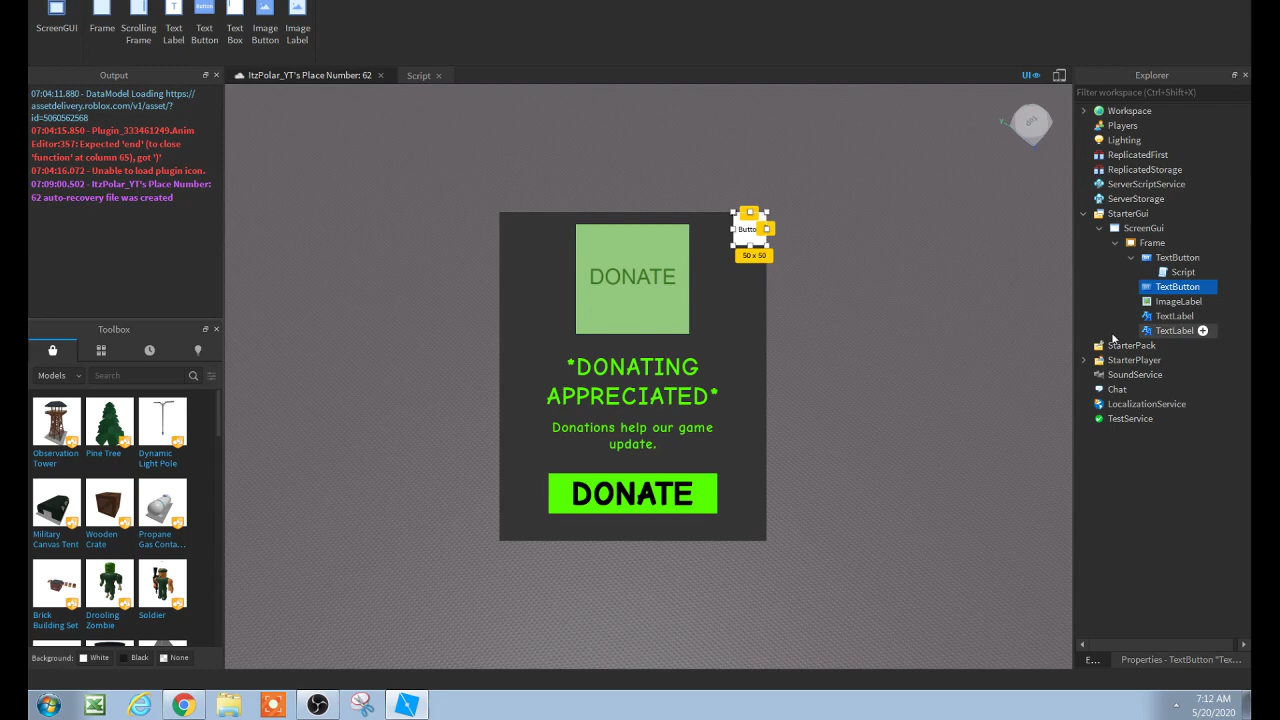 ScreenGUI
Frame
Scrolling
Frame
Text
Label
Button
Text
Button
Text
Box
Image
Button
Image
Label
Output
ItzPolar_YT's Place Number: 62
Script
UI
Explorer
Filter workspace (Ctrl+Shift+X)
07:04:11.880 - DataModel Loading https://
assetdelivery.roblox.com/v1/asset/?
id=5060562568
07:04:15.850 - Plugin_333461249.Anim
Editor:357: Expected 'end' (to close
'function' at column 65), got ')'
07:04:16.072 - Unable to load plugin icon.
07:09:00.502 - ItzPolar_YT's Place Number:
62 auto-recovery file was created
Toolbox
Models
Search
Observation
Tower
Pine Tree
Dynamic
Light Pole
Military
Canvas Tent
Wooden
Crate
Propane
Gas Conta...
Brick
Building Set
Drooling
Zombie
Soldier
Background:
White
Black
None
DONATE
Butto
50 x 50
*DONATING
APPRECIATED*
Donations help our game
update.
DONATE
Workspace
Players
Lighting
ReplicatedFirst
ReplicatedStorage
ServerScriptService
ServerStorage
StarterGui
ScreenGui
Frame
TextButton
Script
TextButton
ImageLabel
TextLabel
TextLabel
StarterPack
StarterPlayer
SoundService
Chat
LocalizationService
TestService
E...
Properties - TextButton "Tex...
7:12 AM
5/20/2020